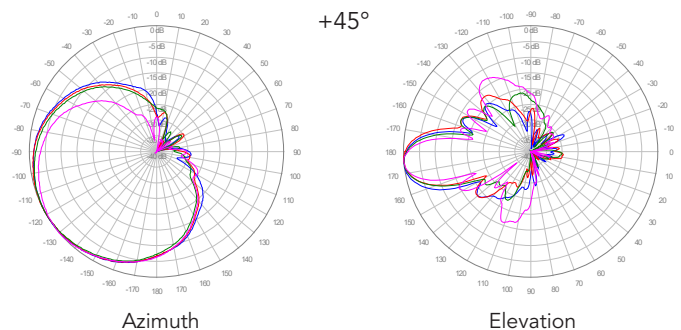 +45°
-10 0 10
-20 20
-30 30
-40 40
-50 50
-60 60
-70 70
-80 80
-90 90
-100 100
-110 110
-120 120
-130 130
-140 140
-150 150
-160 160
-170 180 170
0 dB
-5 dB
-10 dB
-15 dB
-20 dB
Azimuth
-100 -90 -80
-110 -70
-120 -60
-130 -50
-140 -40
-150 -30
-160 -20
-170 -10
180 0
170 10
160 20
150 30
140 40
130 50
120 60
110 70
100 90 80
0 dB
-5 dB
-10 dB
-15 dB
-20 dB
Elevation